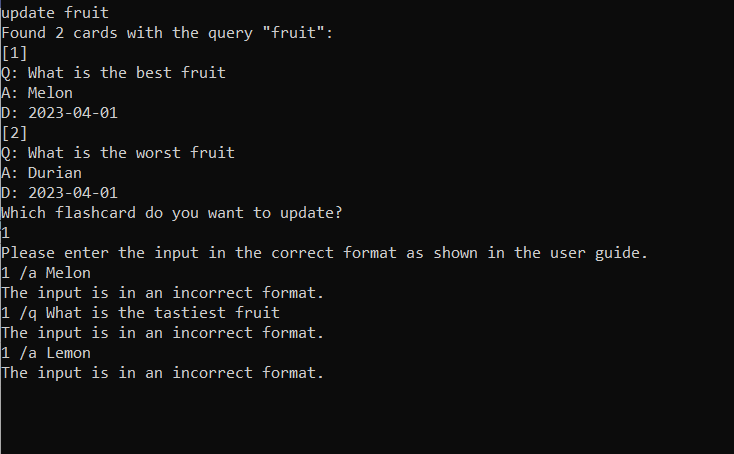 update fruit
Found 2 cards with the query "fruit":
[1]
Q: What is the best fruit
A: Melon
D: 2023-04-01
[2]
Q: What is the worst fruit
A: Durian
D: 2023-04-01
Which flashcard do you want to update?
1
Please enter the input in the correct format as shown in the user guide.
1 /a Melon
The input is in an incorrect format.
1 /q What is the tastiest fruit
The input is in an incorrect format.
1 /a Lemon
The input is in an incorrect format.